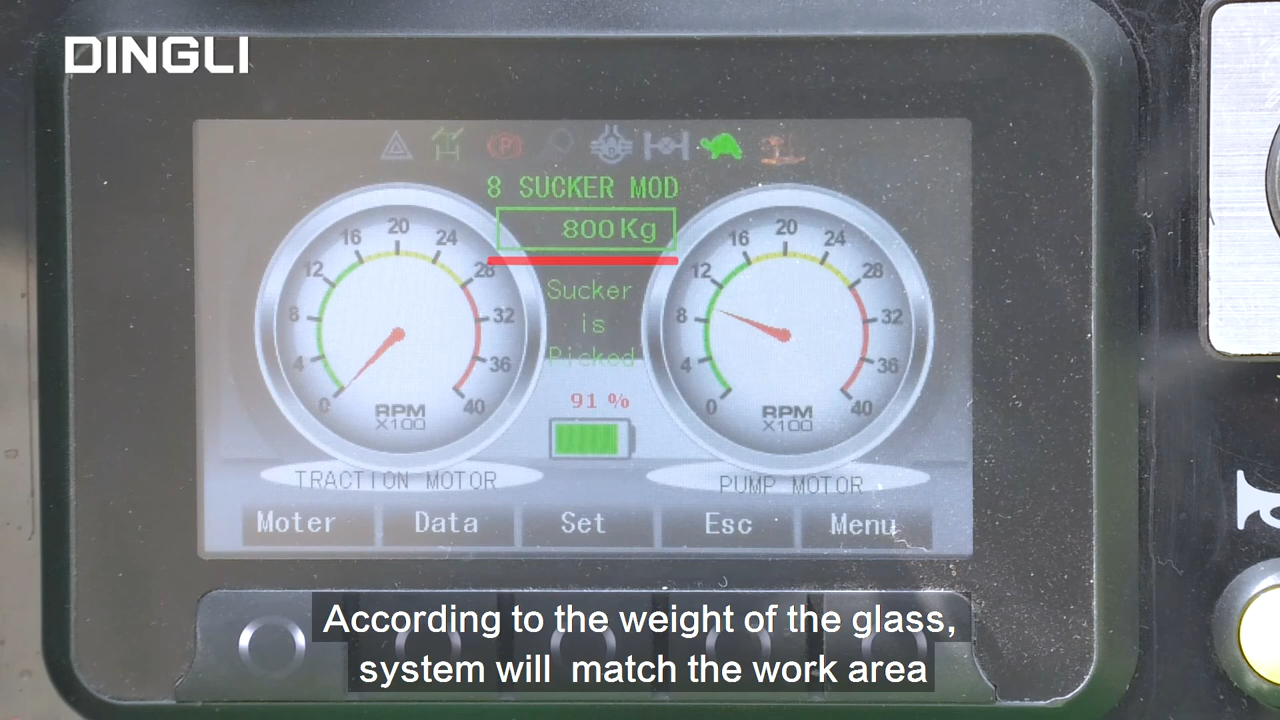 DINGLI
P
8 SUCKER MOD
800Kg
Sucker
is
Picked
91 %
0 4 8 12 16 20 24 28 32 36 40
RPM
X100
TRACTION MOTOR
0 4 8 12 16 20 24 28 32 36 40
RPM
X100
PUMP MOTOR
Moter Data Set Esc Menu
According to the weight of the glass,
system will match the work area